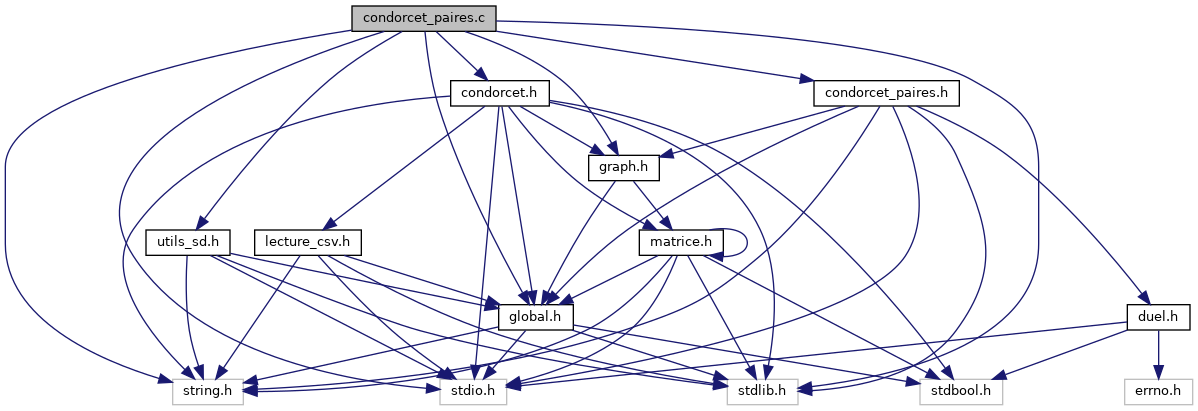 condorcet_paires.c
condorcet.h
condorcet_paires.h
graph.h
utils_sd.h
lecture_csv.h
matrice.h
global.h
duel.h
string.h
stdio.h
stdlib.h
stdbool.h
errno.h